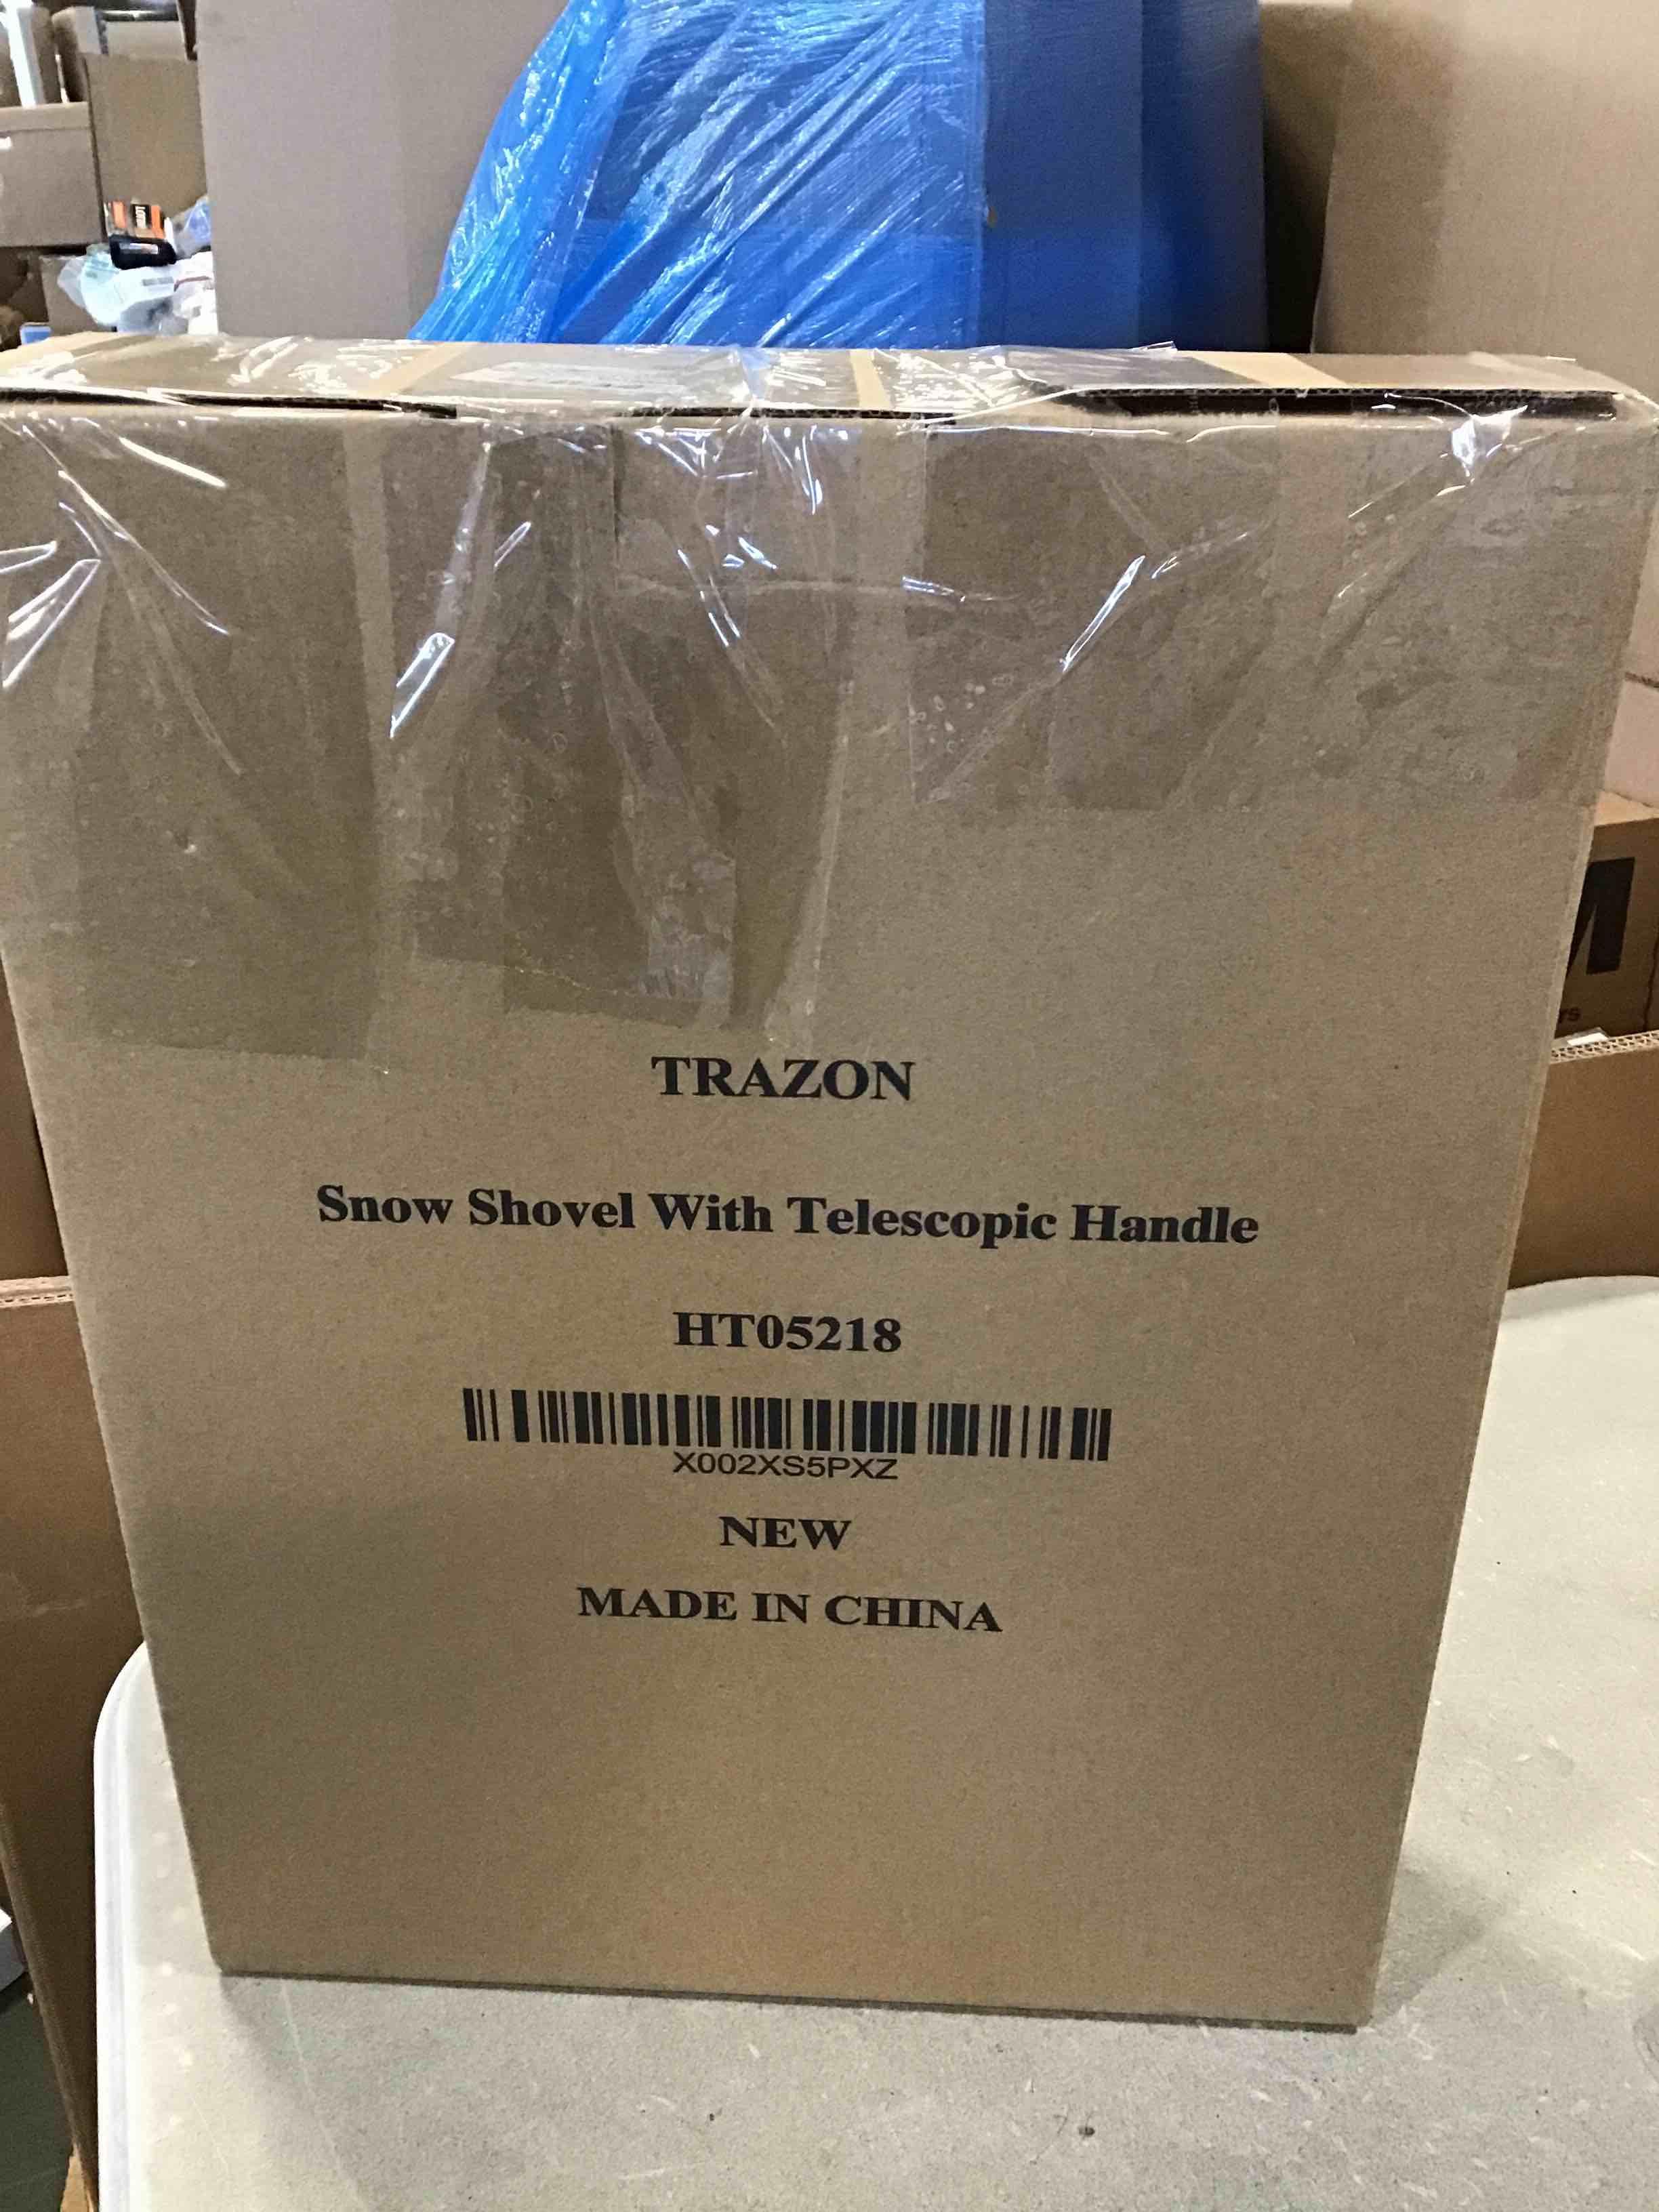 TRAZON
Snow Shovel With Telescopic Handle
HT05218
X002XS5PXZ
NEW
MADE IN CHINA